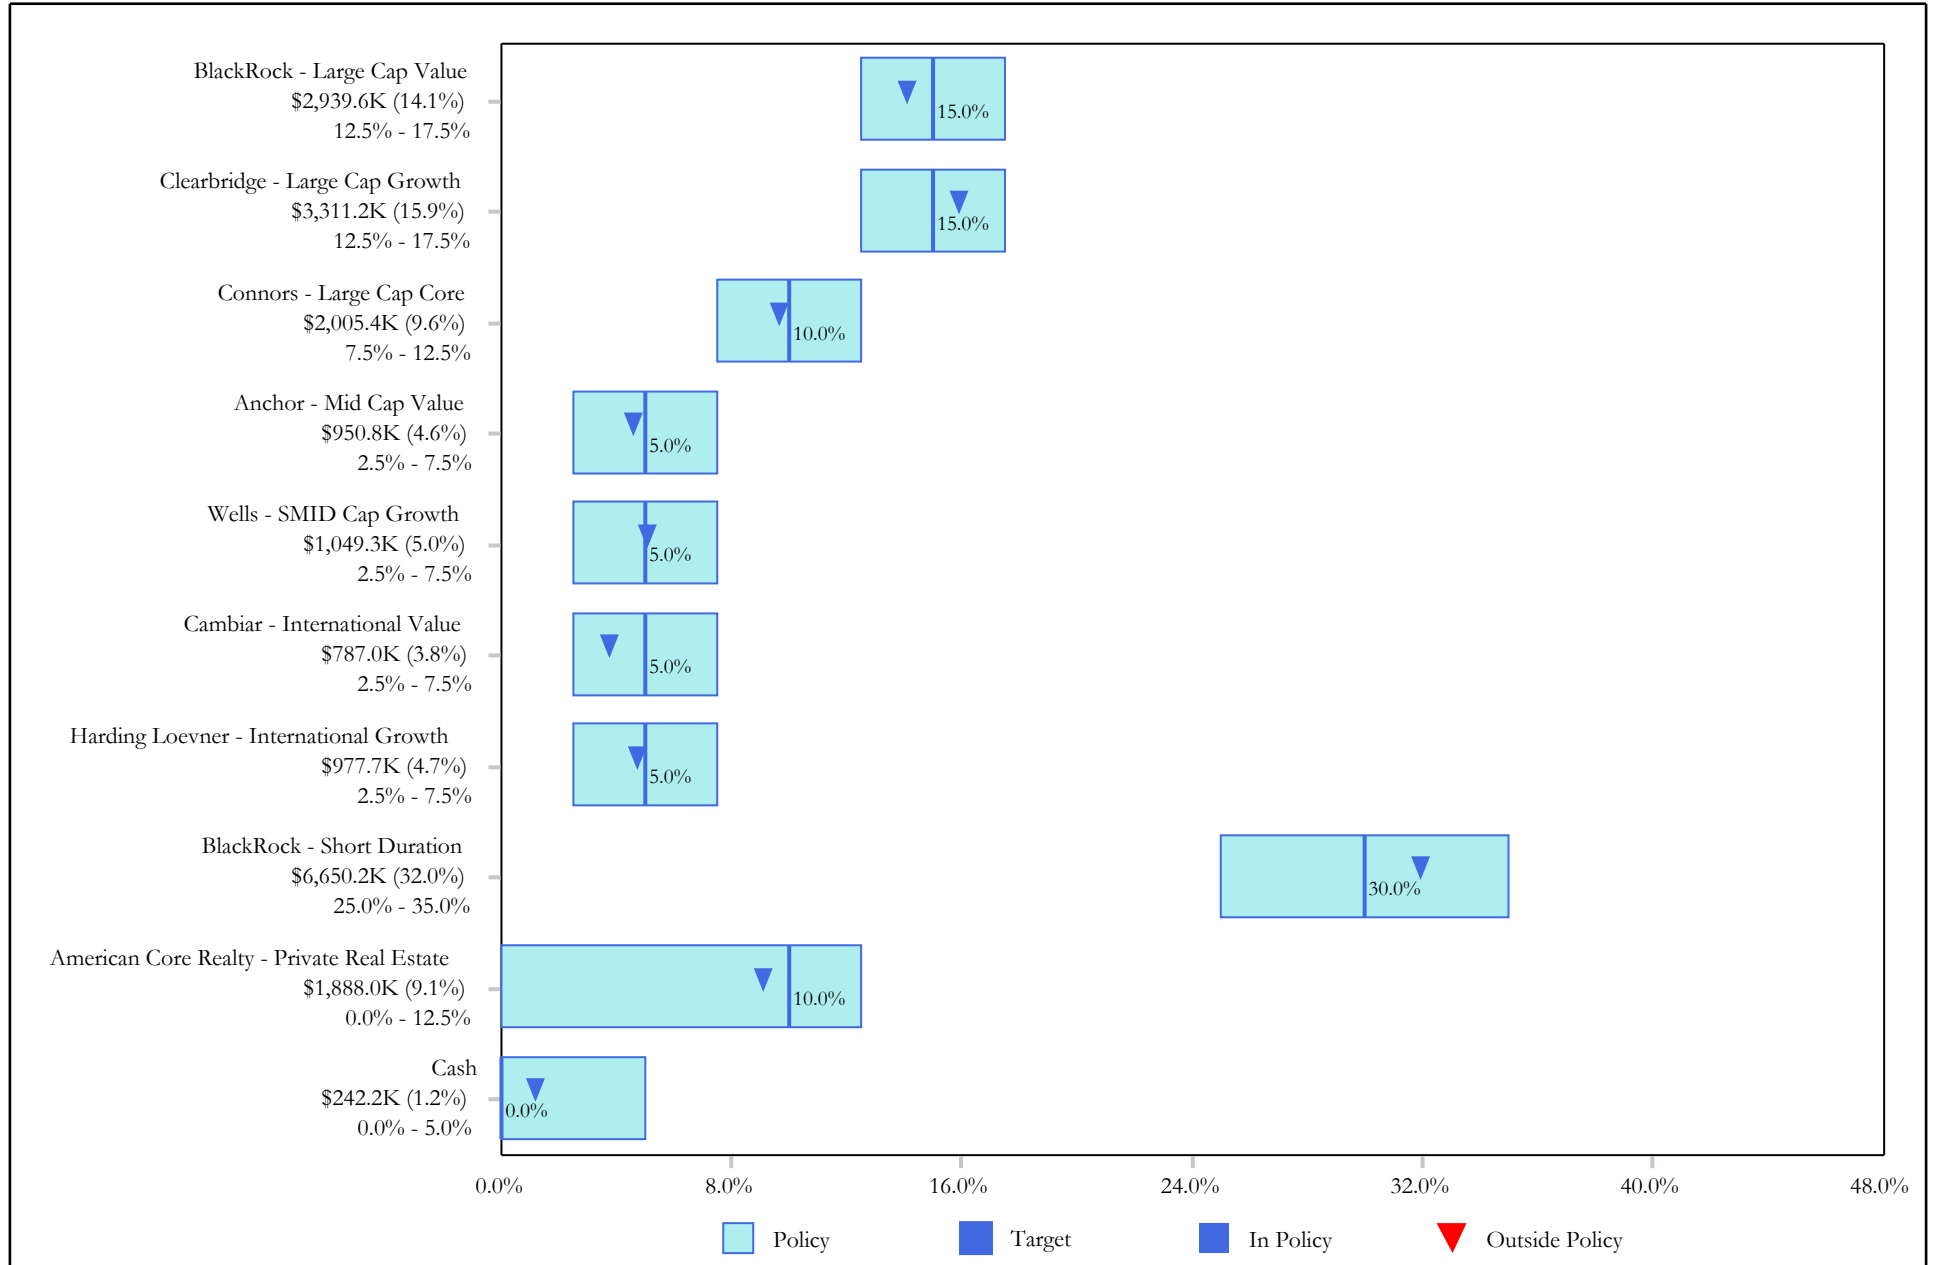 BlackRock - Large Cap Value
$2,939.6K (14.1%)
12.5% - 17.5%
15.0%
Clearbridge - Large Cap Growth
$3,311.2K (15.9%)
12.5% - 17.5%
15.0%
Connors - Large Cap Core
$2,005.4K (9.6%)
7.5% - 12.5%
10.0%
Anchor - Mid Cap Value
$950.8K (4.6%)
2.5% - 7.5%
5.0%
Wells - SMID Cap Growth
$1,049.3K (5.0%)
2.5% - 7.5%
5.0%
Cambiar - International Value
$787.0K (3.8%)
2.5% - 7.5%
5.0%
Harding Loevner - International Growth
$977.7K (4.7%)
2.5% - 7.5%
5.0%
BlackRock - Short Duration
$6,650.2K (32.0%)
25.0% - 35.0%
30.0%
American Core Realty - Private Real Estate
$1,888.0K (9.1%)
0.0% - 12.5%
10.0%
Cash
$242.2K (1.2%)
0.0% - 5.0%
0.0%
0.0% 8.0% 16.0% 24.0% 32.0% 40.0% 48.0%
Policy Target In Policy Outside Policy